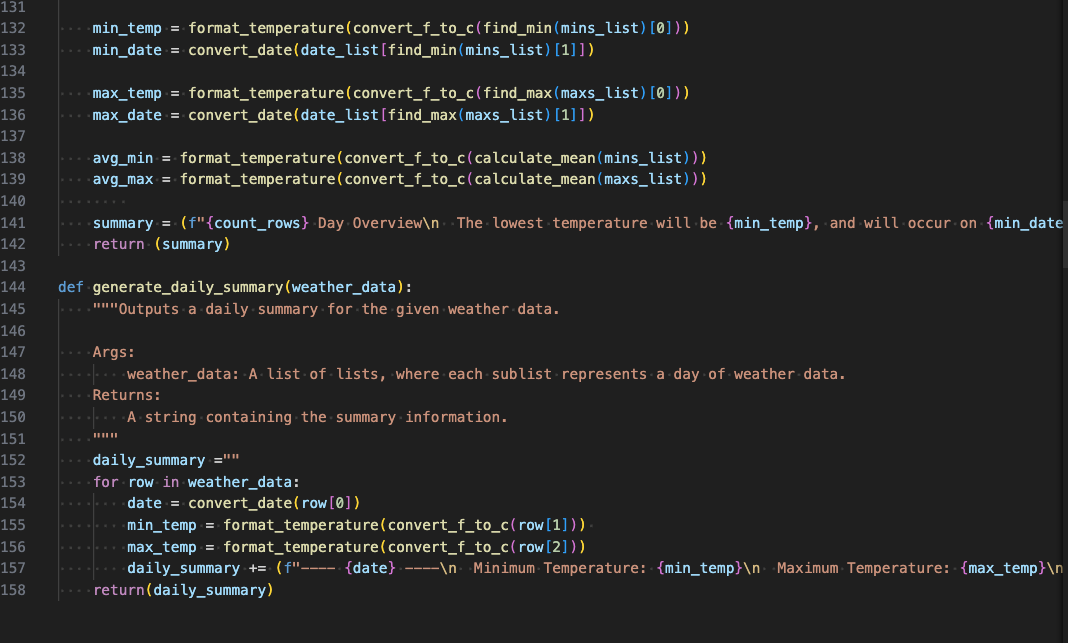 131
132 min_temp = format_temperature(convert_f_to_c(find_min(mins_list)[0]))
133 min_date = convert_date(date_list[find_min(mins_list)[1]])
134
135 max_temp = format_temperature(convert_f_to_c(find_max(maxs_list)[0]))
136 max_date = convert_date(date_list[find_max(maxs_list)[1]])
137
138 avg_min = format_temperature(convert_f_to_c(calculate_mean(mins_list)))
139 avg_max = format_temperature(convert_f_to_c(calculate_mean(maxs_list)))
140
141 summary = (f"{count_rows} Day Overview\n  The lowest temperature will be {min_temp}, and will occur on {min_date
142 return (summary)
143
144 def generate_daily_summary(weather_data):
145 """Outputs a daily summary for the given weather data.
146
147 Args:
148 weather_data: A list of lists, where each sublist represents a day of weather data.
149 Returns:
150 A string containing the summary information.
151 """
152 daily_summary =""
153 for row in weather_data:
154 date = convert_date(row[0])
155 min_temp = format_temperature(convert_f_to_c(row[1]))
156 max_temp = format_temperature(convert_f_to_c(row[2]))
157 daily_summary += (f"---- {date} ----\n  Minimum Temperature: {min_temp}\n  Maximum Temperature: {max_temp}\n
158 return(daily_summary)